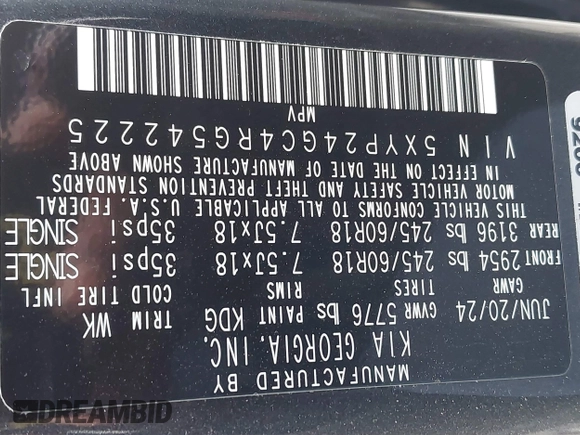 MANUFACTURED BY
KIA GEORGIA, INC.
JUN/20/24 GVWR 5776 lbs PAINT KDG TRIM WK
GAWR TIRES RIMS COLD TIRE INFL
FRONT 2954 lbs 245/60R18 7.5Jx18 35psi SINGLE
REAR 3196 lbs 245/60R18 7.5Jx18 35psi SINGLE
THIS VEHICLE CONFORMS TO ALL APPLICABLE U.S.A. FEDERAL
MOTOR VEHICLE SAFETY AND THEFT PREVENTION STANDARDS
IN EFFECT ON THE DATE OF MANUFACTURE SHOWN ABOVE
VIN 5XYP24GC4RG542225
MPV
DREAMBID